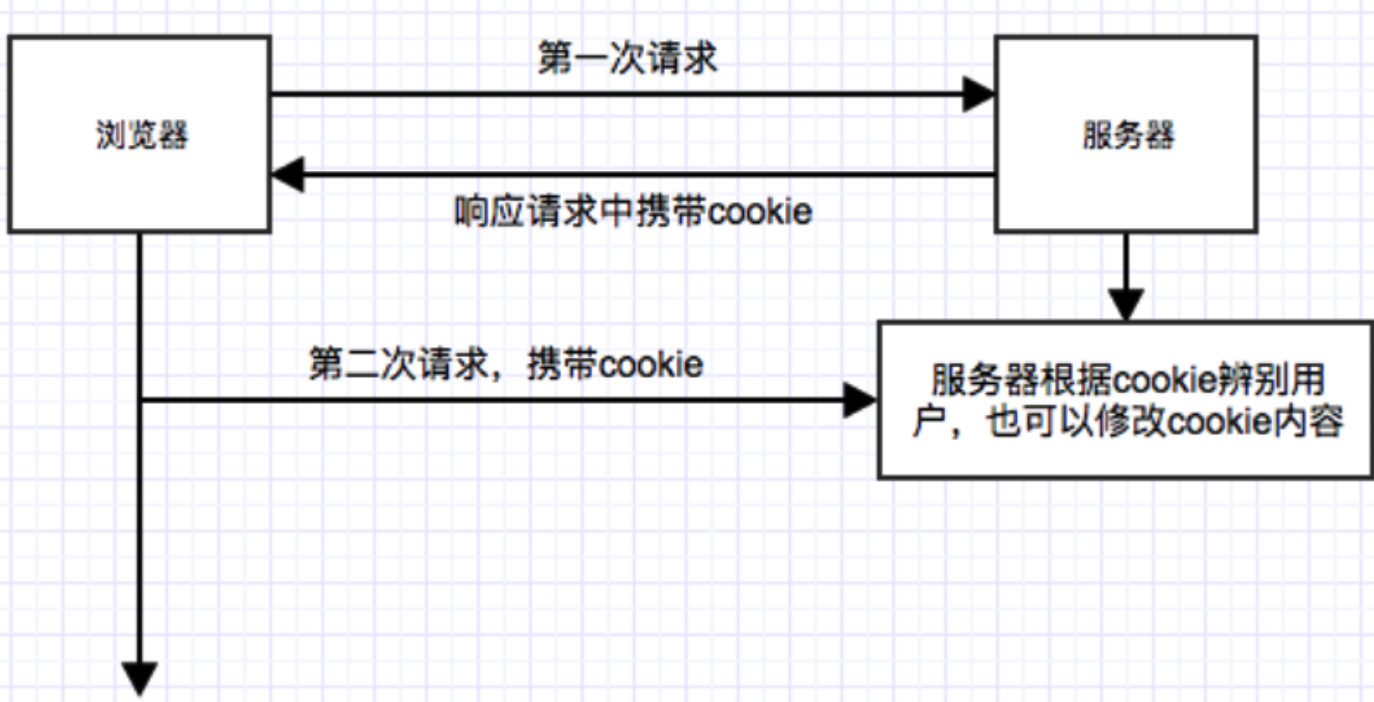 第一次请求
浏览器
服务器
响应请求中携带cookie
第二次请求，携带cookie
服务器根据cookie辨别用
户，也可以修改cookie内容